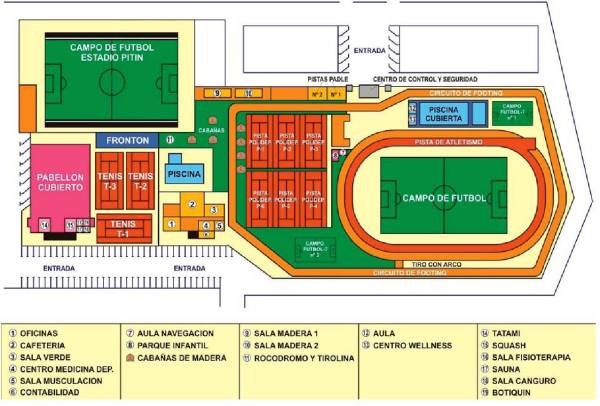 CAMPO DE FUTBOL
ESTADIO PITIN
ENTRADA
PISTAS PADLE
CENTRO DE CONTROL Y SEGURIDAD
9
10
Nº 2
Nº 1
CIRCUITO DE FOOTING
12
13
PISCINA
CUBIERTA
CAMPO
FUTBOL-7
nº 1
FRONTON
11
CABAÑAS
PISTA
POLIDEP.
P-1
PISTA
POLIDEP.
P-2
PISTA
POLIDEP.
P-3
PISTA DE ATLETISMO
PABELLON
CUBIERTO
TENIS
T-3
TENIS
T-2
PISCINA
PISTA
POLIDEP.
P-6
PISTA
POLIDEP.
P-5
PISTA
POLIDEP.
P-4
CAMPO DE FUTBOL
2
3
1
4
5
6
14
15
TENIS
T-1
CAMPO
FUTBOL-7
nº 2
TIRO CON ARCO
CIRCUITO DE FOOTING
ENTRADA
ENTRADA
1 OFICINAS
2 CAFETERIA
3 SALA VERDE
4 CENTRO MEDICINA DEP.
5 SALA MUSCULACION
6 CONTABILIDAD
7 AULA NAVEGACION
8 PARQUE INFANTIL
CABAÑAS DE MADERA
9 SALA MADERA 1
10 SALA MADERA 2
11 ROCODROMO Y TIROLINA
12 AULA
13 CENTRO WELLNESS
14 TATAMI
15 SQUASH
16 SALA FISIOTERAPIA
17 SAUNA
18 SALA CANGURO
19 BOTIQUIN